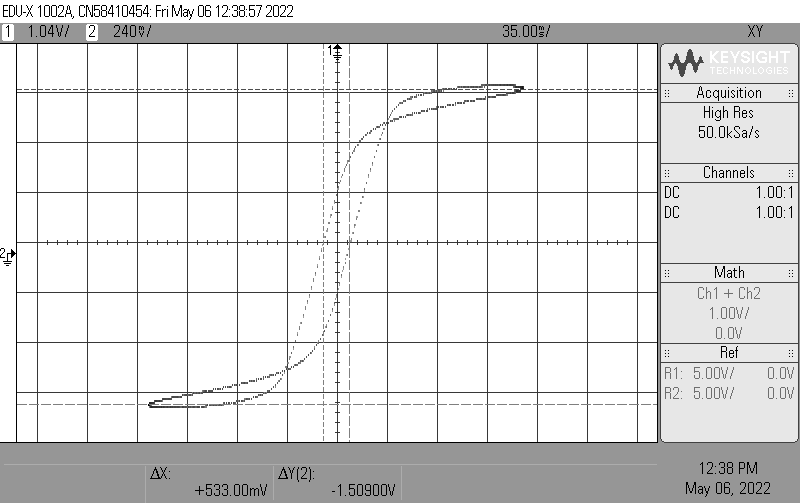 EDU-X 1002A, CN58410454: Fri May 06 12:38:57 2022
1 1.04V/ 2 240mV/ 35.00ms/ XY
1
2
KEYSIGHT
TECHNOLOGIES
Acquisition
High Res
50.0kSa/s
Channels
DC 1.00:1
DC 1.00:1
Math
Ch1 + Ch2
1.00V/
0.0V
Ref
R1: 5.00V/ 0.0V
R2: 5.00V/ 0.0V
ΔX:
+533.00mV
ΔY(2):
-1.50900V
12:38 PM
May 06, 2022